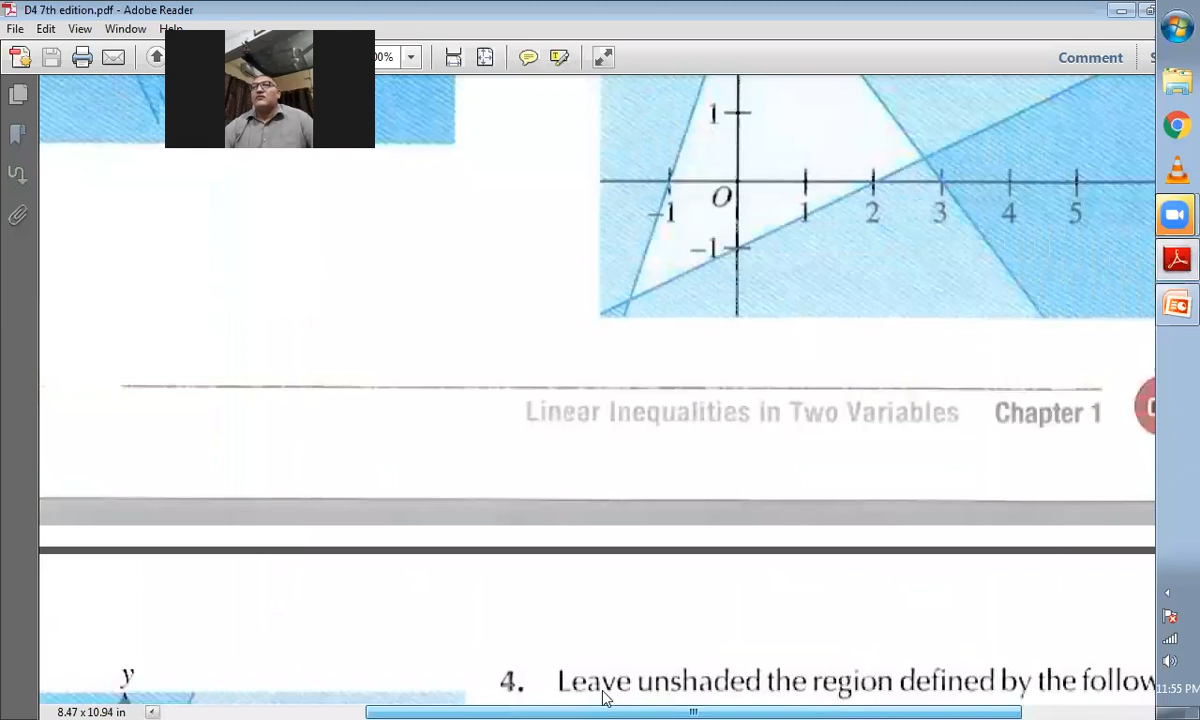 D4 7th edition.pdf - Adobe Reader
File Edit View Window Help
00%
Comment
1
O
-1 1 2 3 4 5
-1
Linear Inequalities in Two Variables Chapter 1
y
4. Leave unshaded the region defined by the follow
8.47 x 10.94 in
11:55 PM